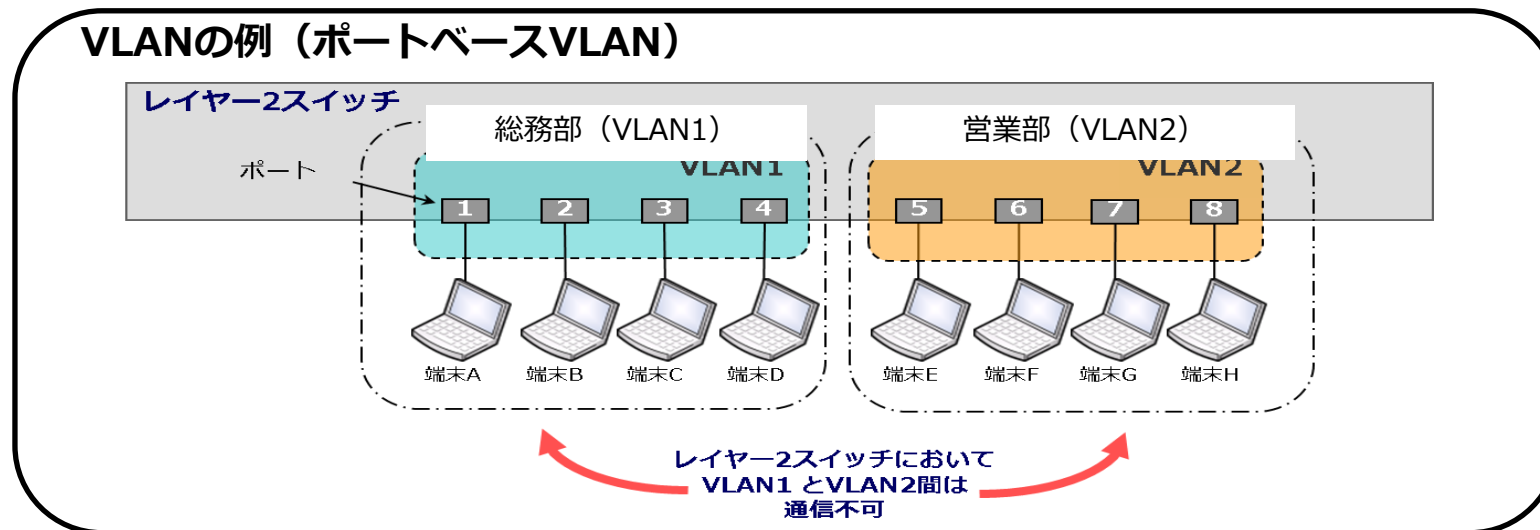 VLANの例（ポートベースVLAN）
レイヤー2スイッチ
総務部（VLAN1）
営業部（VLAN2）
ポート
VLAN1
VLAN2
1 2 3 4 5 6 7 8
端末A 端末B 端末C 端末D 端末E 端末F 端末G 端末H
レイヤー2スイッチにおいて
VLAN1 とVLAN2間は
通信不可